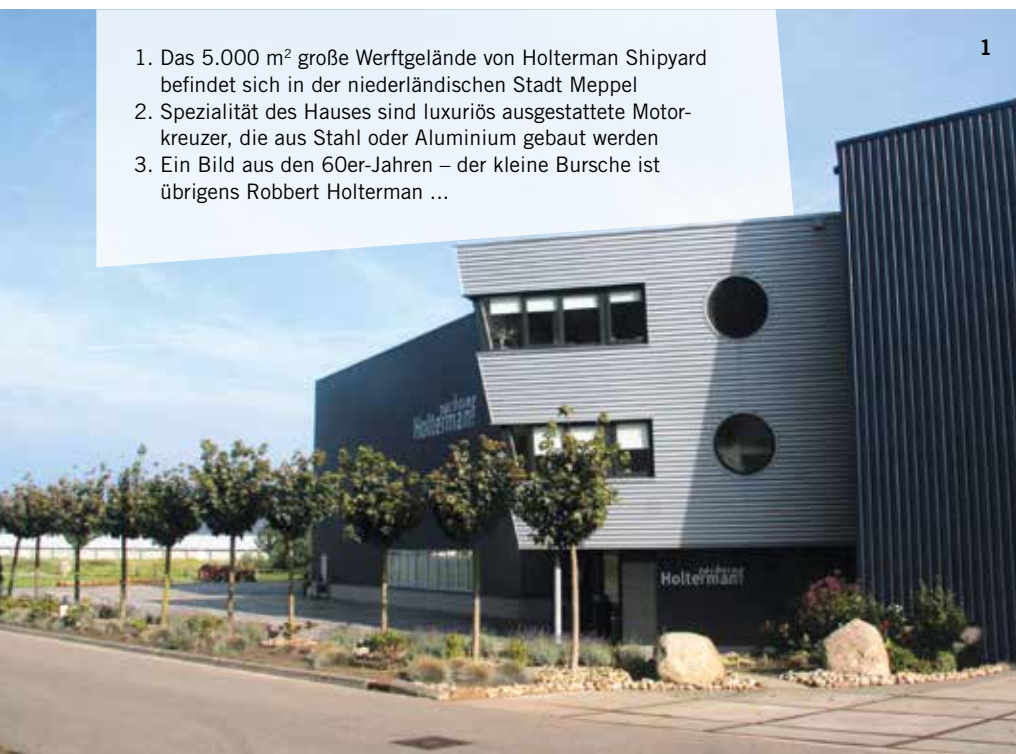 1. Das 5.000 m² große Werftgelände von Holterman Shipyard
befindet sich in der niederländischen Stadt Meppel
2. Spezialität des Hauses sind luxuriös ausgestattete Motor-
kreuzer, die aus Stahl oder Aluminium gebaut werden
3. Ein Bild aus den 60er-Jahren – der kleine Bursche ist
übrigens Robbert Holterman ...
1
Holterman
Holterman